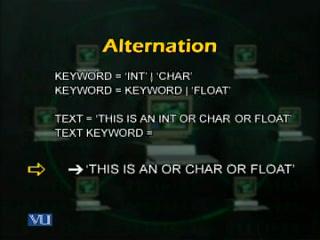 Alternation
KEYWORD = 'INT' | 'CHAR'
KEYWORD = KEYWORD | 'FLOAT'
TEXT = 'THIS IS AN INT OR CHAR OR FLOAT'
TEXT KEYWORD =
'THIS IS AN OR CHAR OR FLOAT'
VU